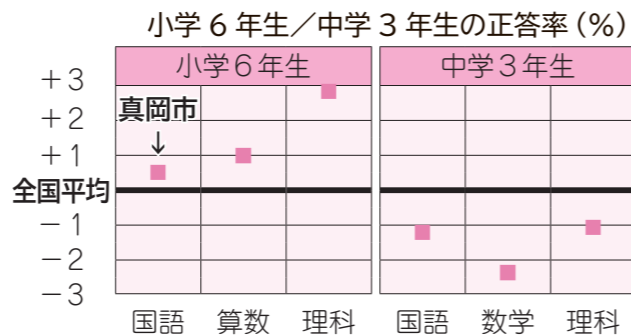 小学6年生／中学3年生の正答率(%)
小学6年生 中学3年生
+3
+2
+1
全国平均
-1
-2
-3
真岡市
↓
国語 算数 理科 国語 数学 理科